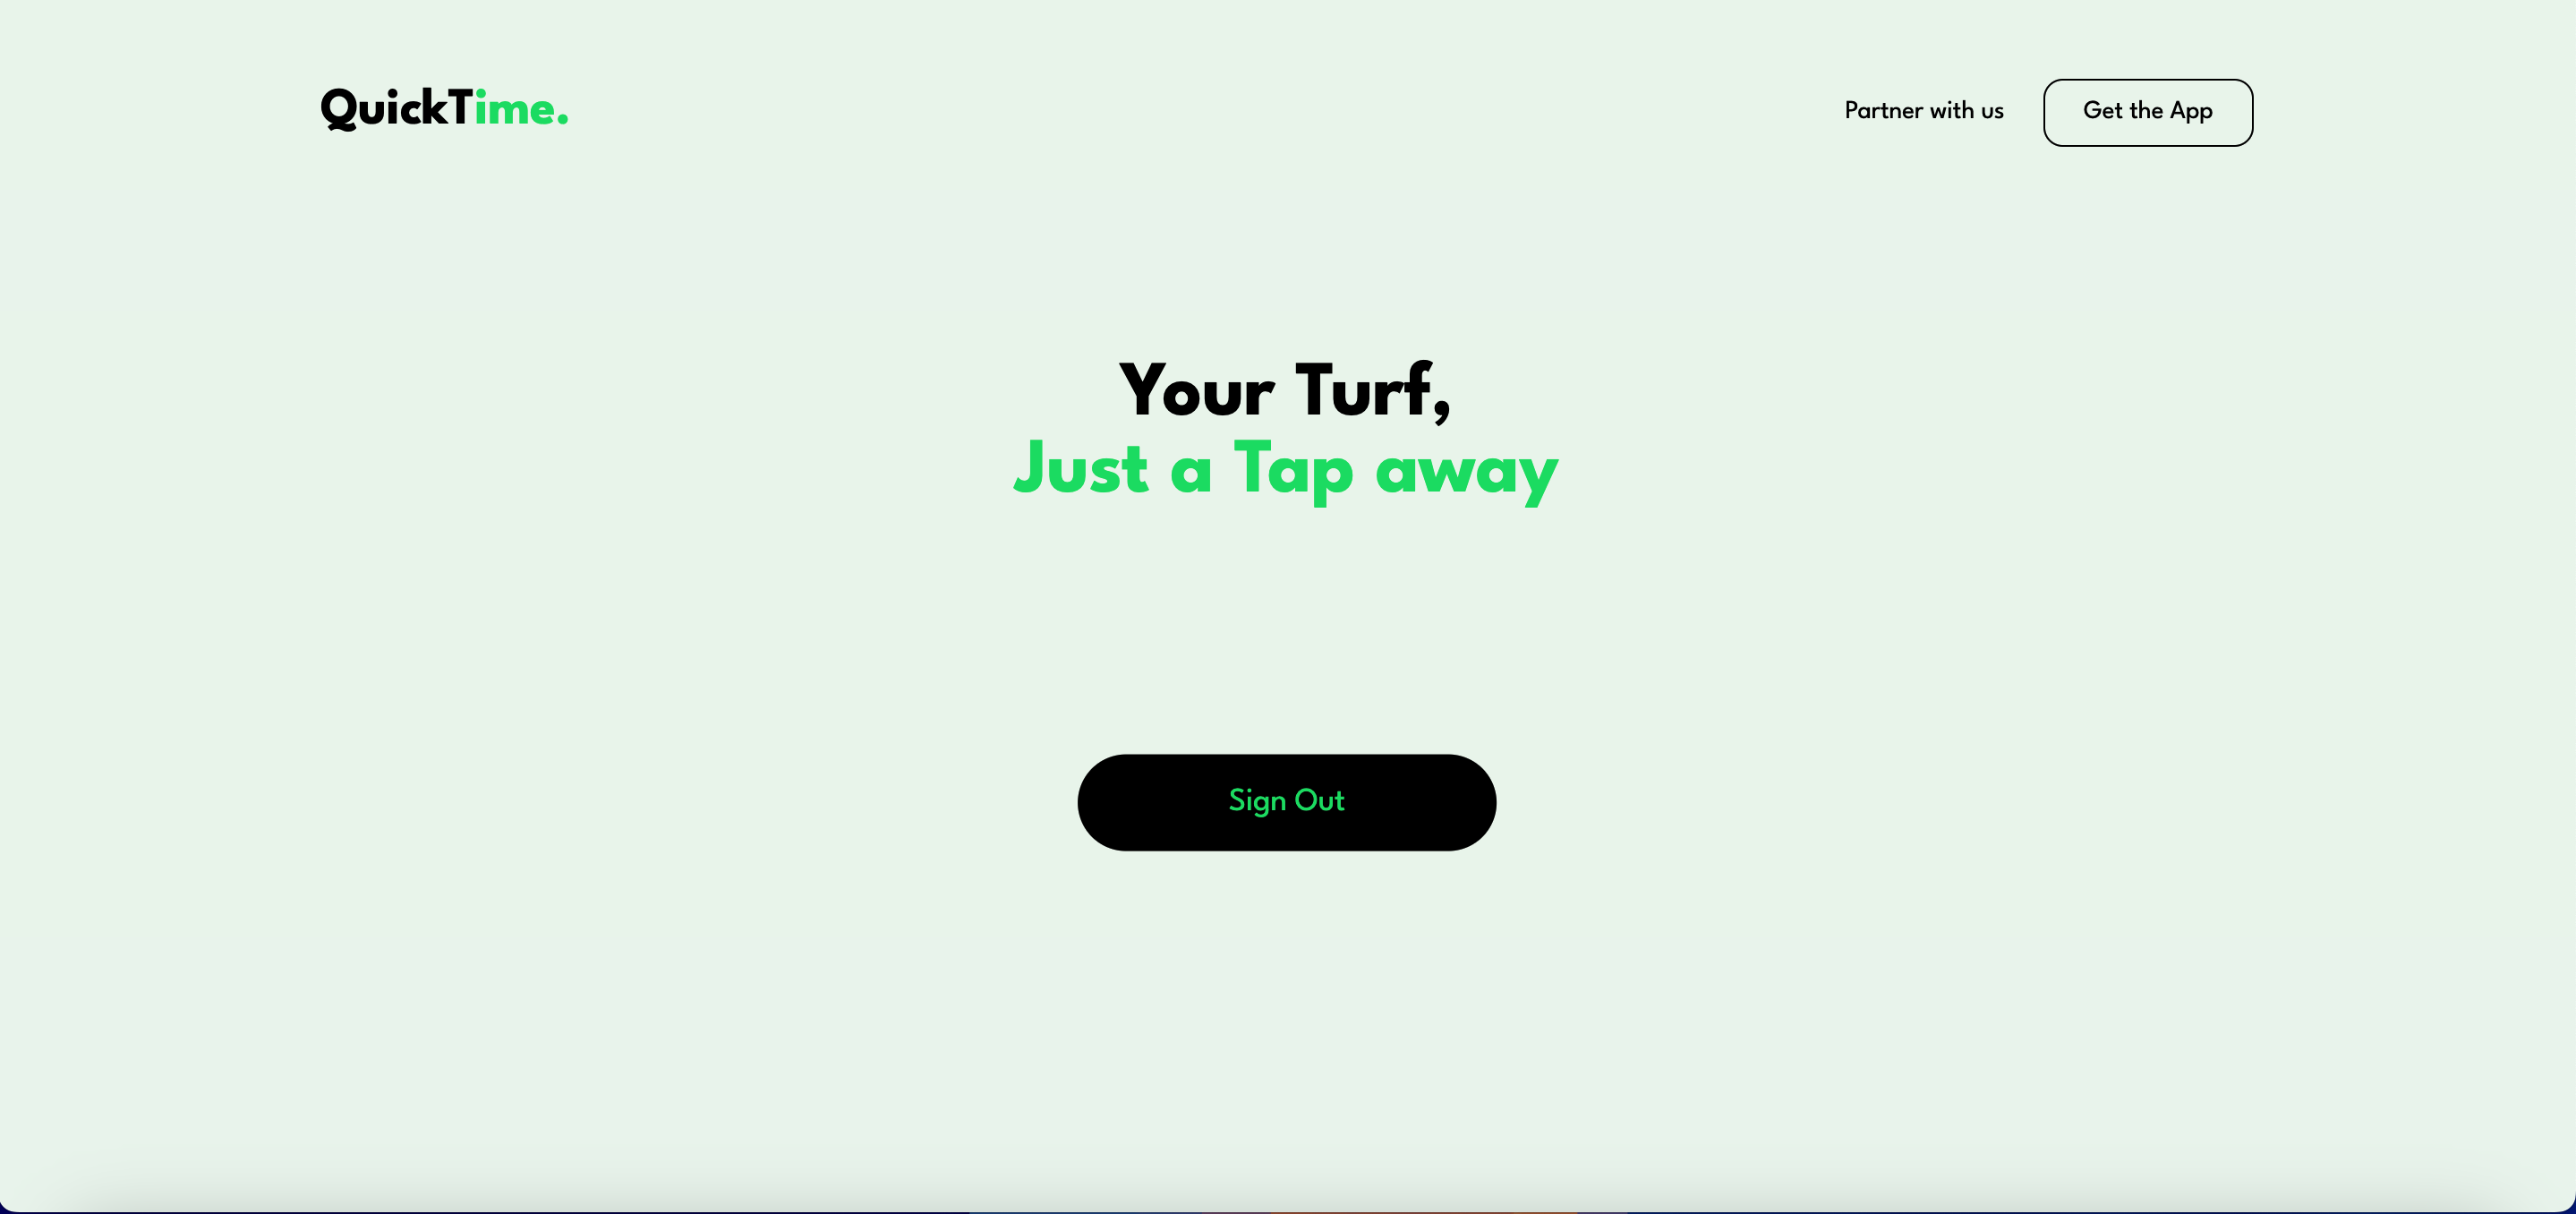 QuickTime.
Partner with us
Get the App
Your Turf,
Just a Tap away
Sign Out